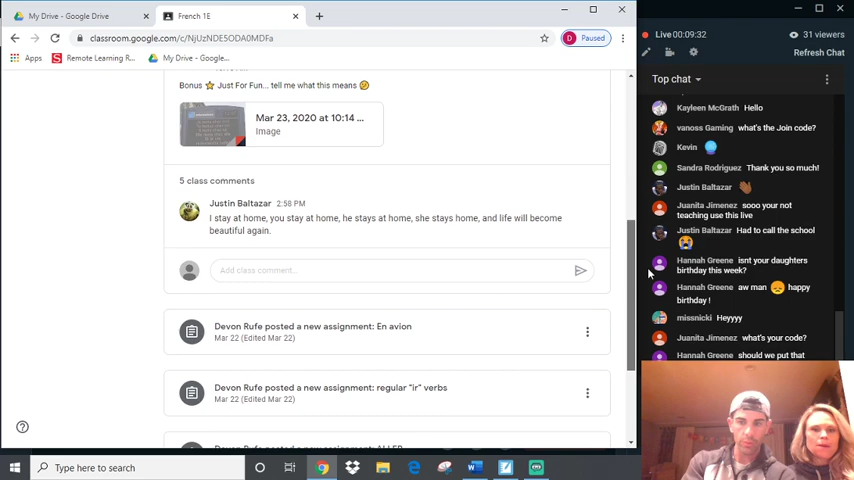 My Drive - Google Drive
French 1E
classroom.google.com/c/NjUzNDE5ODA0MDFa
Paused
Apps
Remote Learning R...
My Drive - Google...
Bonus ⭐ Just For Fun... tell me what this means 🤣
Mar 23, 2020 at 10:14 ...
Image
5 class comments
Justin Baltazar 2:58 PM
I stay at home, you stay at home, he stays at home, she stays home, and life will become
beautiful again.
Add class comment...
Devon Rufe posted a new assignment: En avion
Mar 22 (Edited Mar 22)
Devon Rufe posted a new assignment: regular "ir" verbs
Mar 22 (Edited Mar 22)
Type here to search
Live 00:09:32
31 viewers
Refresh Chat
Top chat
Kayleen McGrath Hello
vanoss Gaming what's the Join code?
Kevin
Sandra Rodriguez Thank you so much!
Justin Baltazar
Juanita Jimenez sooo your not
teaching use this live
Justin Baltazar Had to call the school
😭
Hannah Greene isnt your daughters
birthday this week?
Hannah Greene aw man 😞 happy
birthday !
missnicki Heyyyy
Juanita Jimenez what's your code?
Hannah Greene should we put that